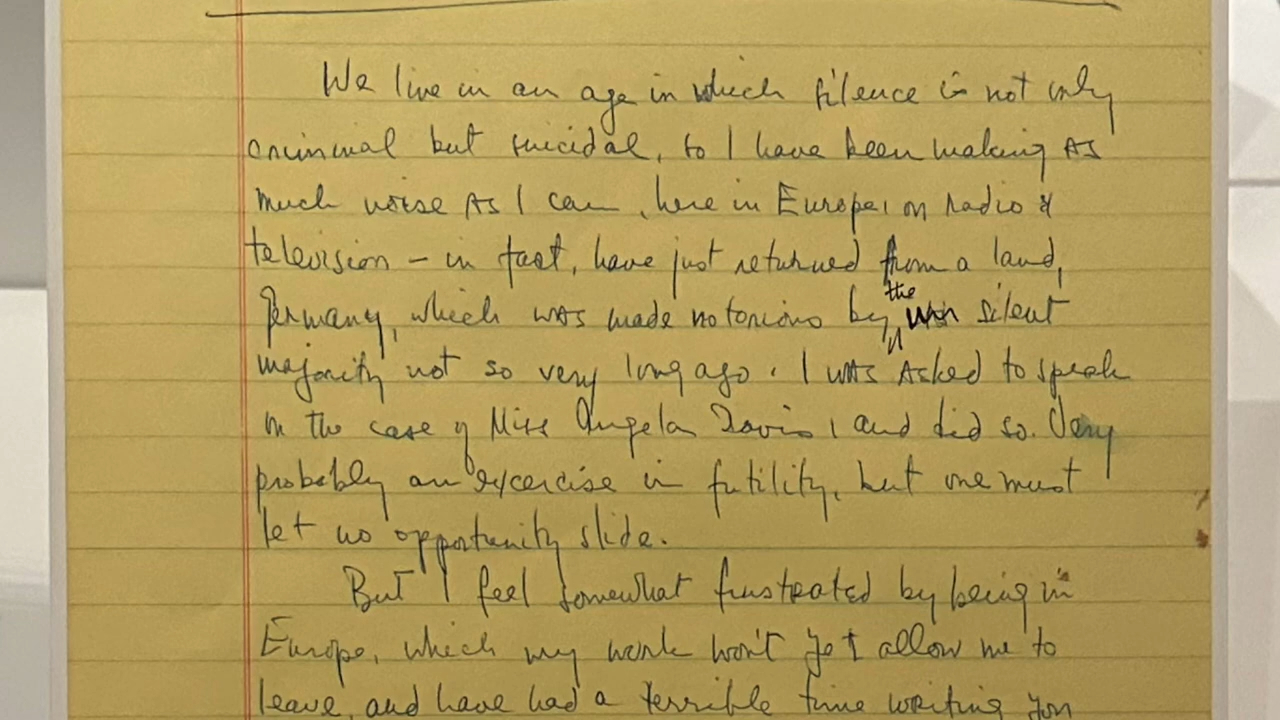 We live in an age in which silence is not only
criminal but suicidal, so I have been making as
much noise as I can, here in Europe, on radio &
television – in fact, have just returned from a land,
Germany, which was made notorious by the silent
majority not so very long ago. I was asked to speak
on the case of Miss Angela Davis, and did so. Very
probably an exercise in futility, but one must
let no opportunity slide.
But I feel somewhat frustrated by being in
Europe, which my work won't yet allow me to
leave, and have had a terrible time writing you